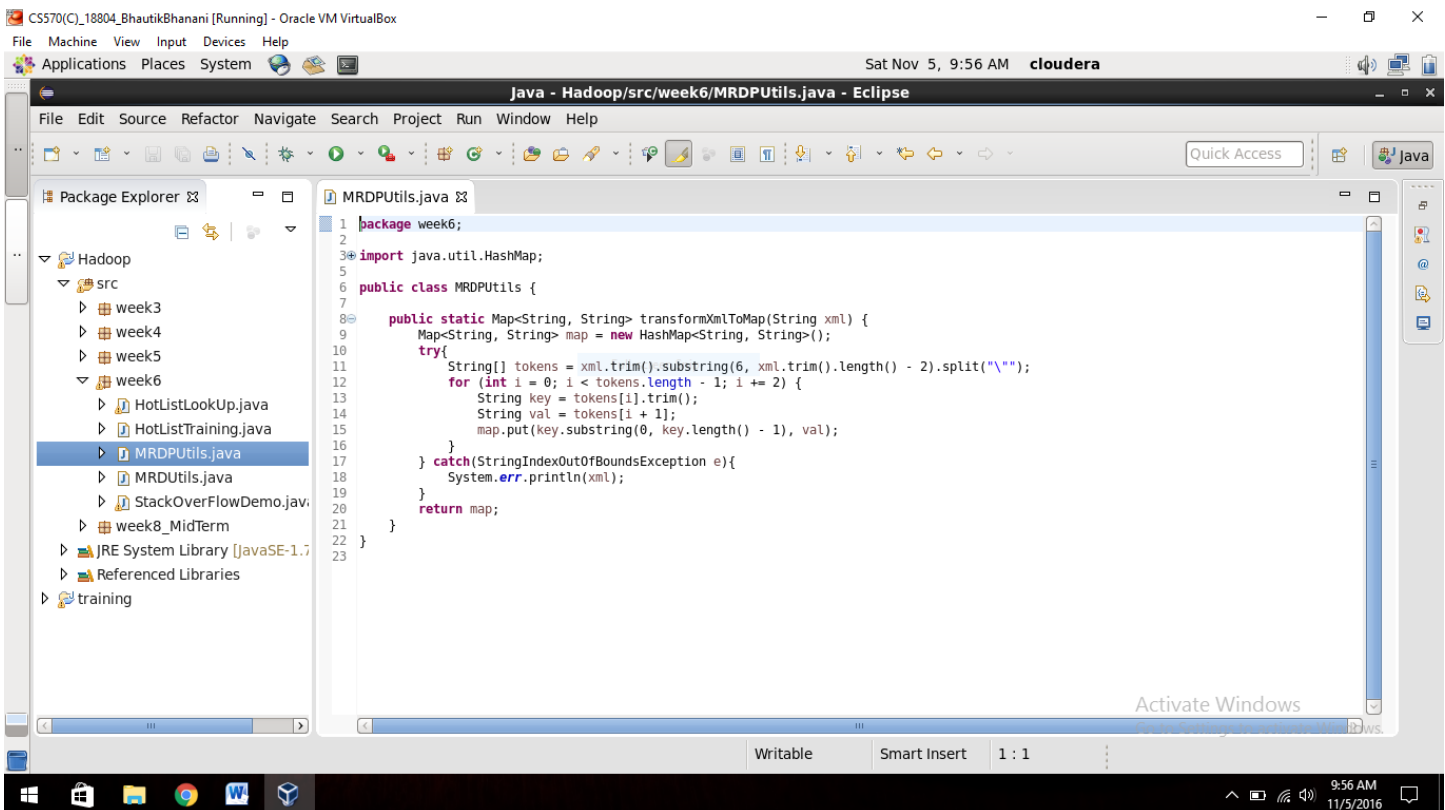 CS570(C)_18804_BhautikBhanani [Running] - Oracle VM VirtualBox
File Machine View Input Devices Help
Applications Places System
Sat Nov 5, 9:56 AM cloudera
Java - Hadoop/src/week6/MRDPUtils.java - Eclipse
File Edit Source Refactor Navigate Search Project Run Window Help
Quick Access
Java
Package Explorer
Hadoop
src
week3
week4
week5
week6
HotListLookUp.java
HotListTraining.java
MRDPUtils.java
MRDUtils.java
StackOverFlowDemo.java
week8_MidTerm
JRE System Library [JavaSE-1.7
Referenced Libraries
training
MRDPUtils.java
1 package week6;
2
3 import java.util.HashMap;
5
6 public class MRDPUtils {
7
8     public static Map<String, String> transformXmlToMap(String xml) {
9         Map<String, String> map = new HashMap<String, String>();
10         try{
11             String[] tokens = xml.trim().substring(6, xml.trim().length() - 2).split("\"");
12             for (int i = 0; i < tokens.length - 1; i += 2) {
13                 String key = tokens[i].trim();
14                 String val = tokens[i + 1];
15                 map.put(key.substring(0, key.length() - 1), val);
16             }
17         } catch(StringIndexOutOfBoundsException e){
18             System.err.println(xml);
19         }
20         return map;
21     }
22 }
23
Activate Windows
Writable Smart Insert 1 : 1
9:56 AM
11/5/2016